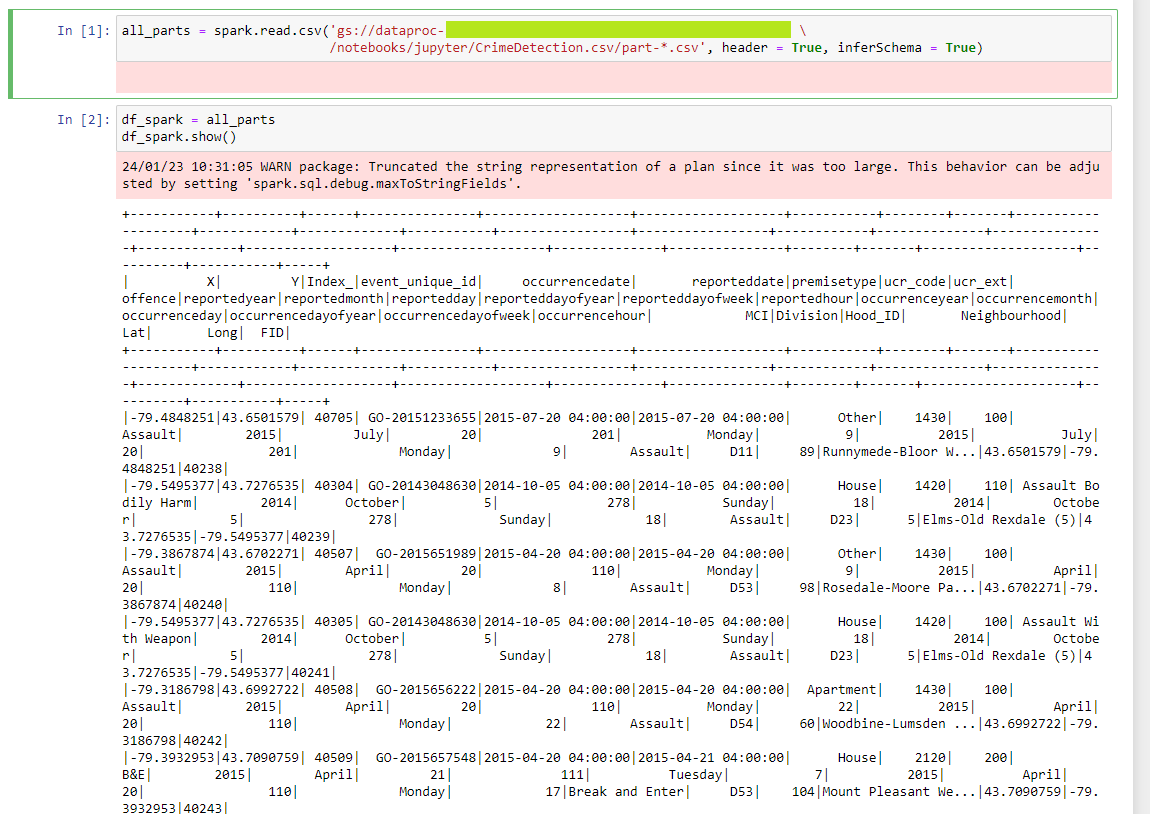 In [1]: all_parts = spark.read.csv('gs://dataproc- \
/notebooks/jupyter/CrimeDetection.csv/part-*.csv', header = True, inferSchema = True)
In [2]: df_spark = all_parts
df_spark.show()
24/01/23 10:31:05 WARN package: Truncated the string representation of a plan since it was too large. This behavior can be adju
sted by setting 'spark.sql.debug.maxToStringFields'.
+-----------+----------+------+----------------+-------------------+-------------------+-----------+--------+-------+-----------
---------+------------+-------------+-----------+-----------------+-----------------+------------+--------------+---------------
-+-------------+--------------------+-------------------+--------------+---------------+--------+-------+--------------------+--
--------+-----------+-----+
| X| Y|Index_|event_unique_id| occurrencedate| reporteddate|premisetype|ucr_code|ucr_ext|
offence|reportedyear|reportedmonth|reportedday|reporteddayofyear|reporteddayofweek|reportedhour|occurrenceyear|occurrencemonth|
occurrenceday|occurrencedayofyear|occurrencedayofweek|occurrencehour| MCI|Division|Hood_ID| Neighbourhood|
Lat| Long| FID|
+-----------+----------+------+----------------+-------------------+-------------------+-----------+--------+-------+-----------
---------+------------+-------------+-----------+-----------------+-----------------+------------+--------------+---------------
-+-------------+--------------------+-------------------+--------------+---------------+--------+-------+--------------------+--
--------+-----------+-----+
|-79.4848251|43.6501579| 40705| GO-20151233655|2015-07-20 04:00:00|2015-07-20 04:00:00| Other| 1430| 100|
Assault| 2015| July| 20| 201| Monday| 9| 2015| July|
20| 201| Monday| 9| Assault| D11| 89|Runnymede-Bloor W...|43.6501579|-79.
4848251|40238|
|-79.5495377|43.7276535| 40304| GO-20143048630|2014-10-05 04:00:00|2014-10-05 04:00:00| House| 1420| 110| Assault Bo
dily Harm| 2014| October| 5| 278| Sunday| 18| 2014| Octobe
r| 5| 278| Sunday| 18| Assault| D23| 5|Elms-Old Rexdale (5)|4
3.7276535|-79.5495377|40239|
|-79.3867874|43.6702271| 40507| GO-2015651989|2015-04-20 04:00:00|2015-04-20 04:00:00| Other| 1430| 100|
Assault| 2015| April| 20| 110| Monday| 9| 2015| April|
20| 110| Monday| 8| Assault| D53| 98|Rosedale-Moore Pa...|43.6702271|-79.
3867874|40240|
|-79.5495377|43.7276535| 40305| GO-20143048630|2014-10-05 04:00:00|2014-10-05 04:00:00| House| 1420| 100| Assault Wi
th Weapon| 2014| October| 5| 278| Sunday| 18| 2014| Octobe
r| 5| 278| Sunday| 18| Assault| D23| 5|Elms-Old Rexdale (5)|4
3.7276535|-79.5495377|40241|
|-79.3186798|43.6992722| 40508| GO-2015656222|2015-04-20 04:00:00|2015-04-20 04:00:00| Apartment| 1430| 100|
Assault| 2015| April| 20| 110| Monday| 22| 2015| April|
20| 110| Monday| 22| Assault| D54| 60|Woodbine-Lumsden ...|43.6992722|-79.
3186798|40242|
|-79.3932953|43.7090759| 40509| GO-2015657548|2015-04-20 04:00:00|2015-04-21 04:00:00| House| 2120| 200|
B&E| 2015| April| 21| 111| Tuesday| 7| 2015| April|
20| 110| Monday| 17|Break and Enter| D53| 104|Mount Pleasant We...|43.7090759|-79.
3932953|40243|